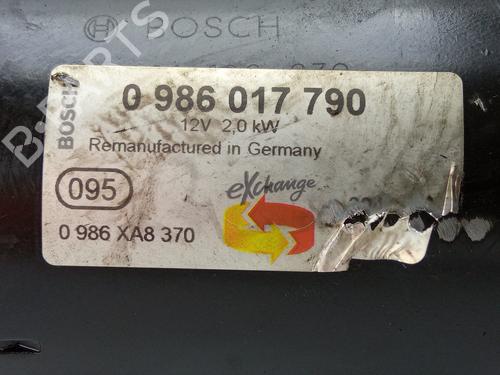 BOSCH
BOSCH
0 986 017 790
12V 2,0 kW
Remanufactured in Germany
095
eXchange
0 986 XA8 370